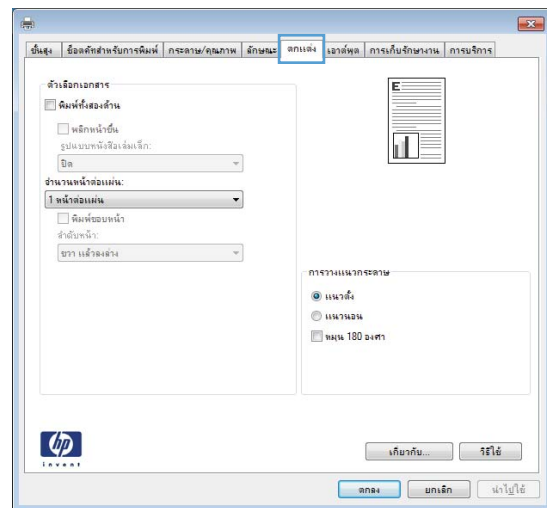 ขั้นสูง ช็อตคัทสำหรับการพิมพ์ กระดาษ/คุณภาพ ลักษณะ ตกแต่ง เอาต์พุต การเก็บรักษางาน การบริการ
ตัวเลือกเอกสาร
พิมพ์ทั้งสองด้าน
พลิกหน้าขึ้น
รูปแบบหนังสือเล่มเล็ก:
ปิด
จำนวนหน้าต่อแผ่น:
1 หน้าต่อแผ่น
พิมพ์ขอบหน้า
ลำดับหน้า:
ขวา แล้วลงล่าง
E
การวางแนวกระดาษ
แนวตั้ง
แนวนอน
หมุน 180 องศา
hp
invent
เกี่ยวกับ... วิธีใช้
ตกลง ยกเลิก นำไปใช้